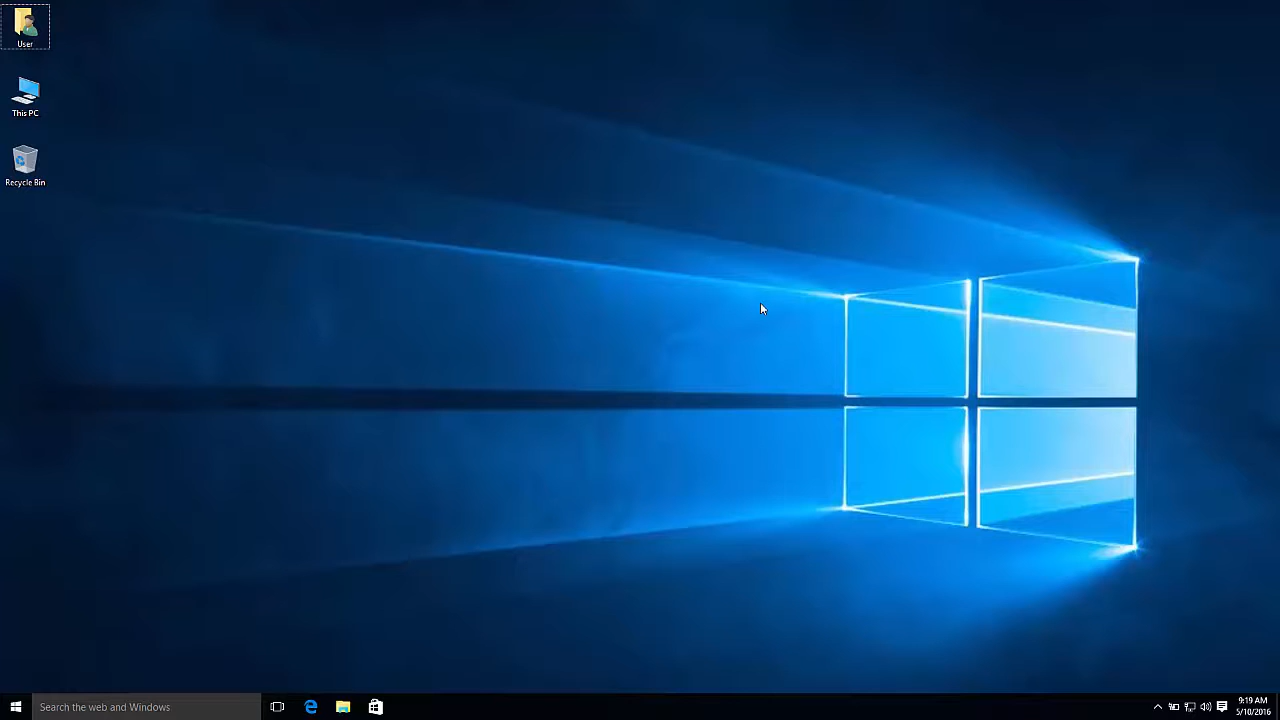 User
This PC
Recycle Bin
Search the web and Windows
9:19 AM
5/10/2016